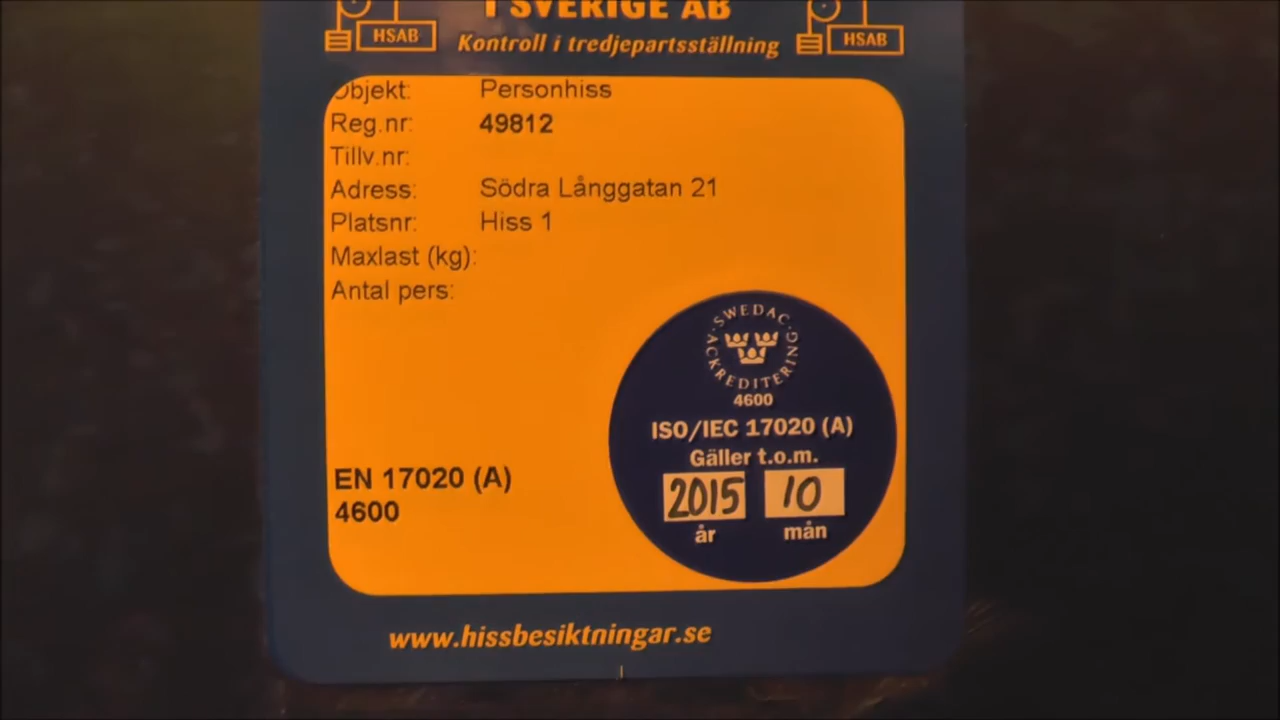 I SVERIGE AB
HSAB
Kontroll i tredjepartsställning
HSAB
Objekt: Personhiss
Reg.nr: 49812
Tillv.nr:
Adress: Södra Långgatan 21
Platsnr: Hiss 1
Maxlast (kg):
Antal pers:
SWEDAC
ACKREDITERING
4600
ISO/IEC 17020 (A)
Gäller t.o.m.
2015 10
år mån
EN 17020 (A)
4600
www.hissbesiktningar.se